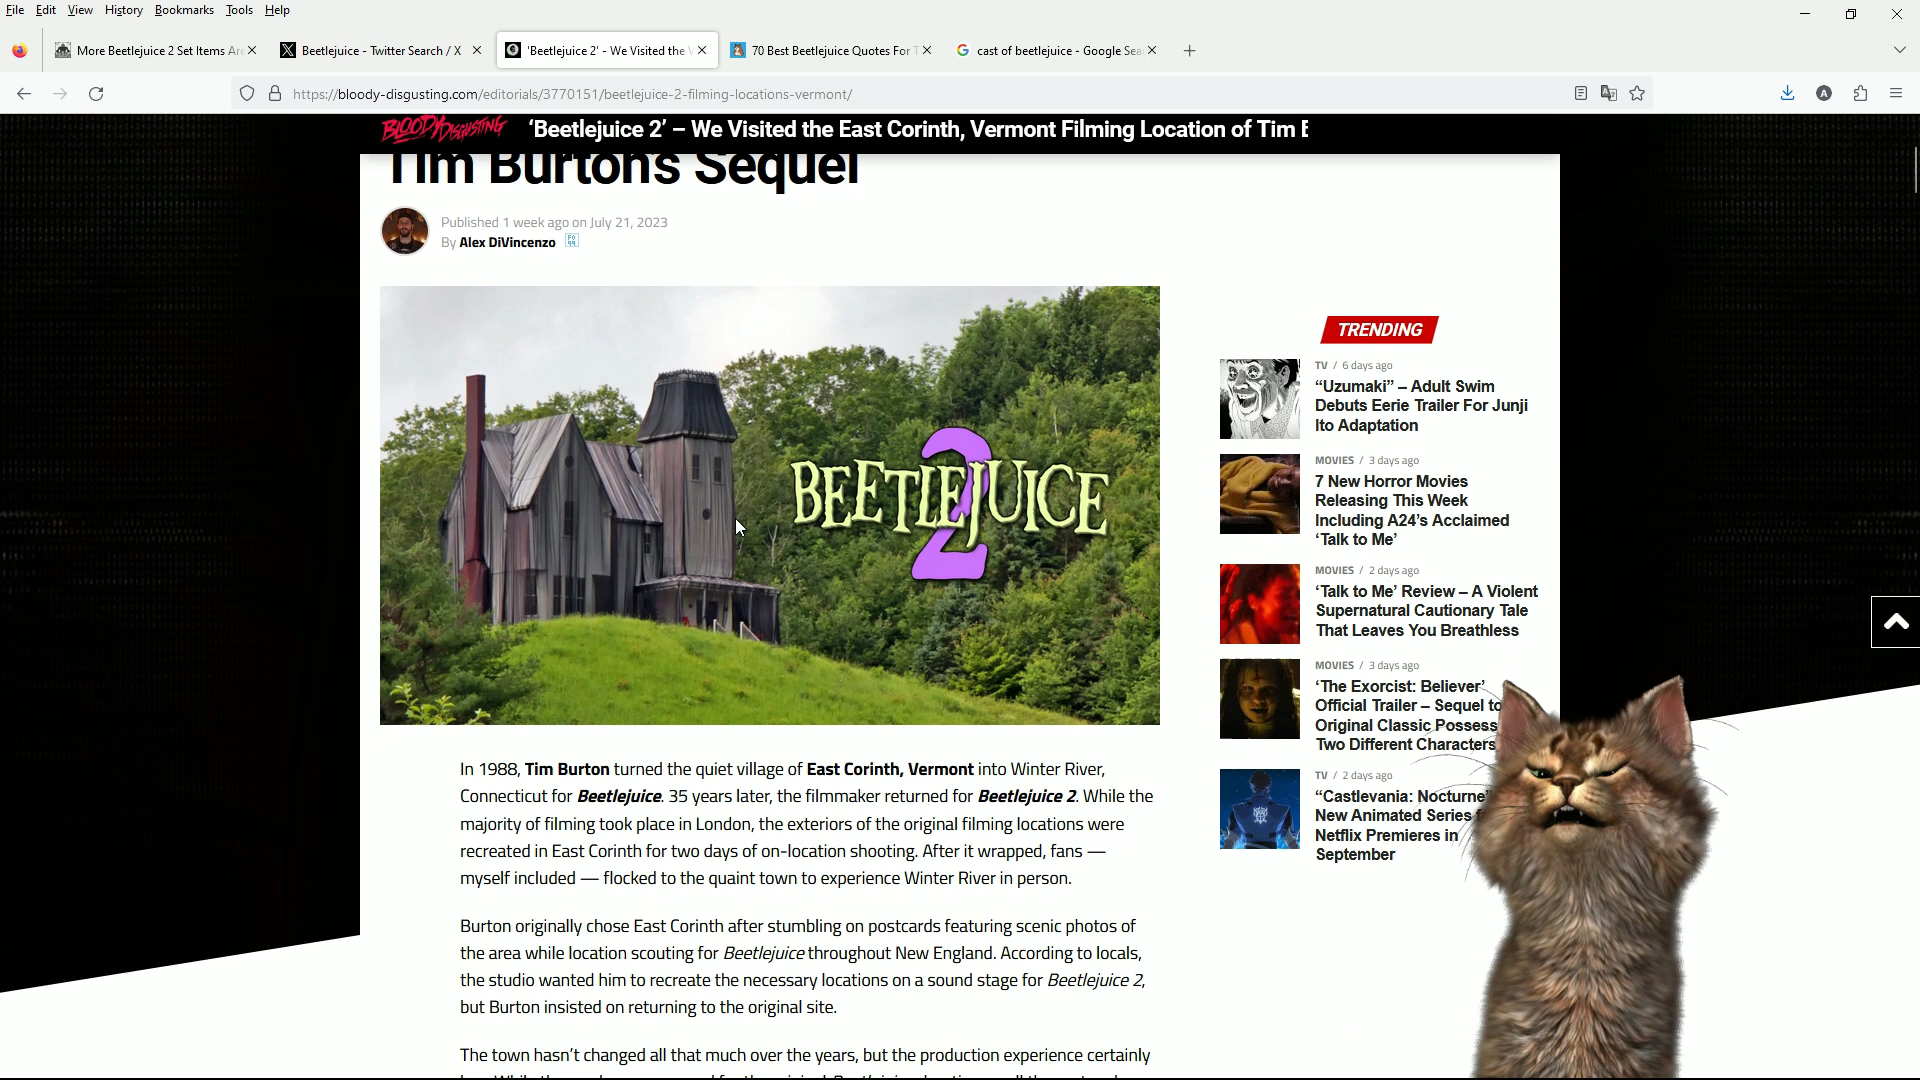 File Edit View History Bookmarks Tools Help
More Beetlejuice 2 Set Items Ar
Beetlejuice - Twitter Search / X
'Beetlejuice 2' - We Visited the
70 Best Beetlejuice Quotes For
cast of beetlejuice - Google Sea
https://bloody-disgusting.com/editorials/3770151/beetlejuice-2-filming-locations-vermont/
BLOODY DISGUSTING
‘Beetlejuice 2’ – We Visited the East Corinth, Vermont Filming Location of Tim
Tim Burton’s Sequel
Published 1 week ago on July 21, 2023
By Alex DiVincenzo
BEETLEJUICE
2
In 1988, Tim Burton turned the quiet village of East Corinth, Vermont into Winter River,
Connecticut for Beetlejuice. 35 years later, the filmmaker returned for Beetlejuice 2. While the
majority of filming took place in London, the exteriors of the original filming locations were
recreated in East Corinth for two days of on-location shooting. After it wrapped, fans —
myself included — flocked to the quaint town to experience Winter River in person.
Burton originally chose East Corinth after stumbling on postcards featuring scenic photos of
the area while location scouting for Beetlejuice throughout New England. According to locals,
the studio wanted him to recreate the necessary locations on a sound stage for Beetlejuice 2,
but Burton insisted on returning to the original site.
The town hasn’t changed all that much over the years, but the production experience certainly
TRENDING
TV / 6 days ago
“Uzumaki” – Adult Swim
Debuts Eerie Trailer For Junji
Ito Adaptation
MOVIES / 3 days ago
7 New Horror Movies
Releasing This Week
Including A24’s Acclaimed
‘Talk to Me’
MOVIES / 2 days ago
‘Talk to Me’ Review – A Violent
Supernatural Cautionary Tale
That Leaves You Breathless
MOVIES / 3 days ago
‘The Exorcist: Believer’
Official Trailer – Sequel to
Original Classic Possess
Two Different Characters
TV / 2 days ago
“Castlevania: Nocturne”
New Animated Series
Netflix Premieres in
September